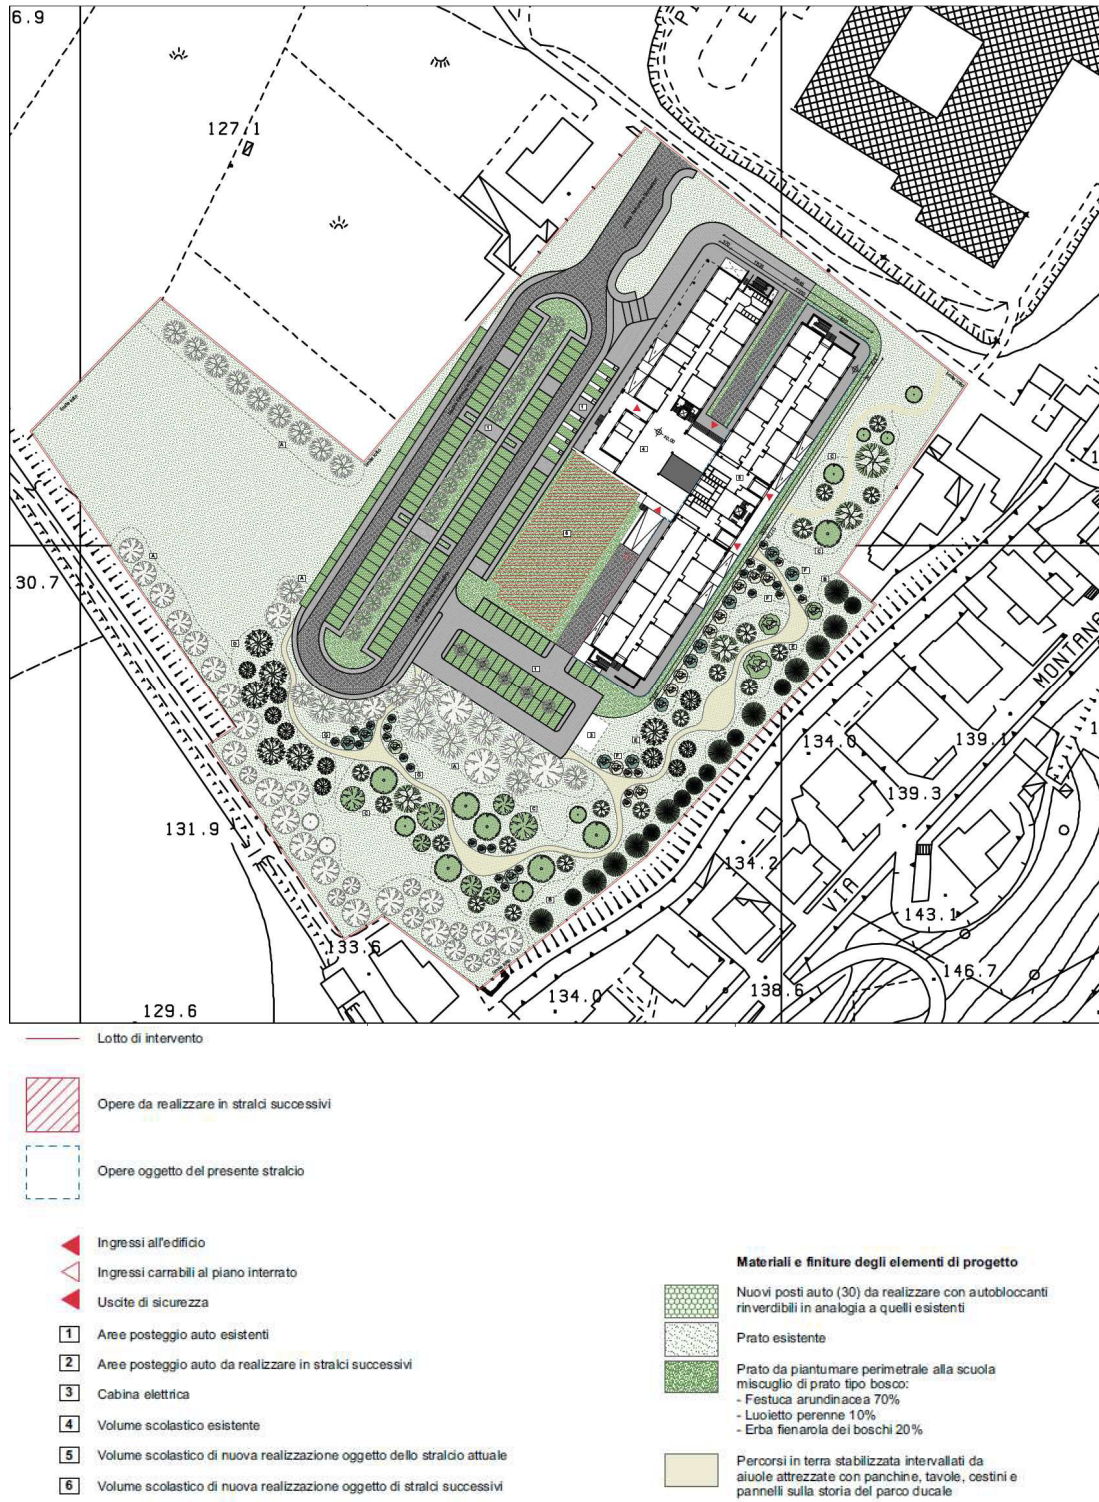 6.9
127.1
30.7
MONTANA
134.0
139.1
139.3
131.9
134.2
VIA
143.1
133.6
146.7
134.0
138.6
129.6
Lotto di intervento
Opere da realizzare in stralci successivi
Opere oggetto del presente stralcio
Ingressi all'edificio
Ingressi carrabili al piano interrato
Uscite di sicurezza
1 Aree posteggio auto esistenti
2 Aree posteggio auto da realizzare in stralci successivi
3 Cabina elettrica
4 Volume scolastico esistente
5 Volume scolastico di nuova realizzazione oggetto dello stralcio attuale
6 Volume scolastico di nuova realizzazione oggetto di stralci successivi
Materiali e finiture degli elementi di progetto
Nuovi posti auto (30) da realizzare con autobloccanti
rinverdibili in analogia a quelli esistenti
Prato esistente
Prato da piantumare perimetrale alla scuola
miscuglio di prato tipo bosco:
- Festuca arundinacea 70%
- Luoietto perenne 10%
- Erba fienarola dei boschi 20%
Percorsi in terra stabilizzata intervallati da
aiuole attrezzate con panchine, tavole, cestini e
pannelli sulla storia del parco ducale